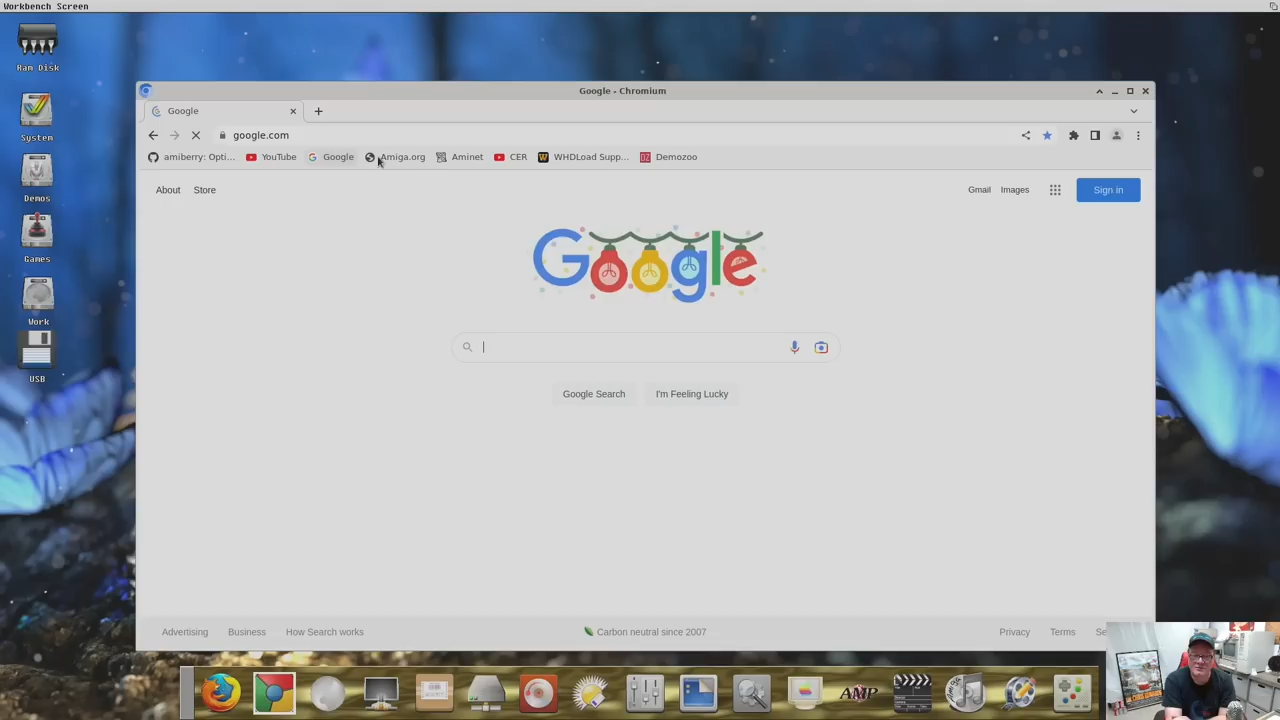 Workbench Screen
Ram Disk
System
Demos
Games
Work
USB
Google - Chromium
Google
google.com
amiberry: Opti... YouTube Google Amiga.org Aminet CER WHDLoad Supp... Demozoo
About Store Gmail Images Sign in
Google
Google Search I'm Feeling Lucky
Advertising Business How Search works Carbon neutral since 2007 Privacy Terms Se
AMP